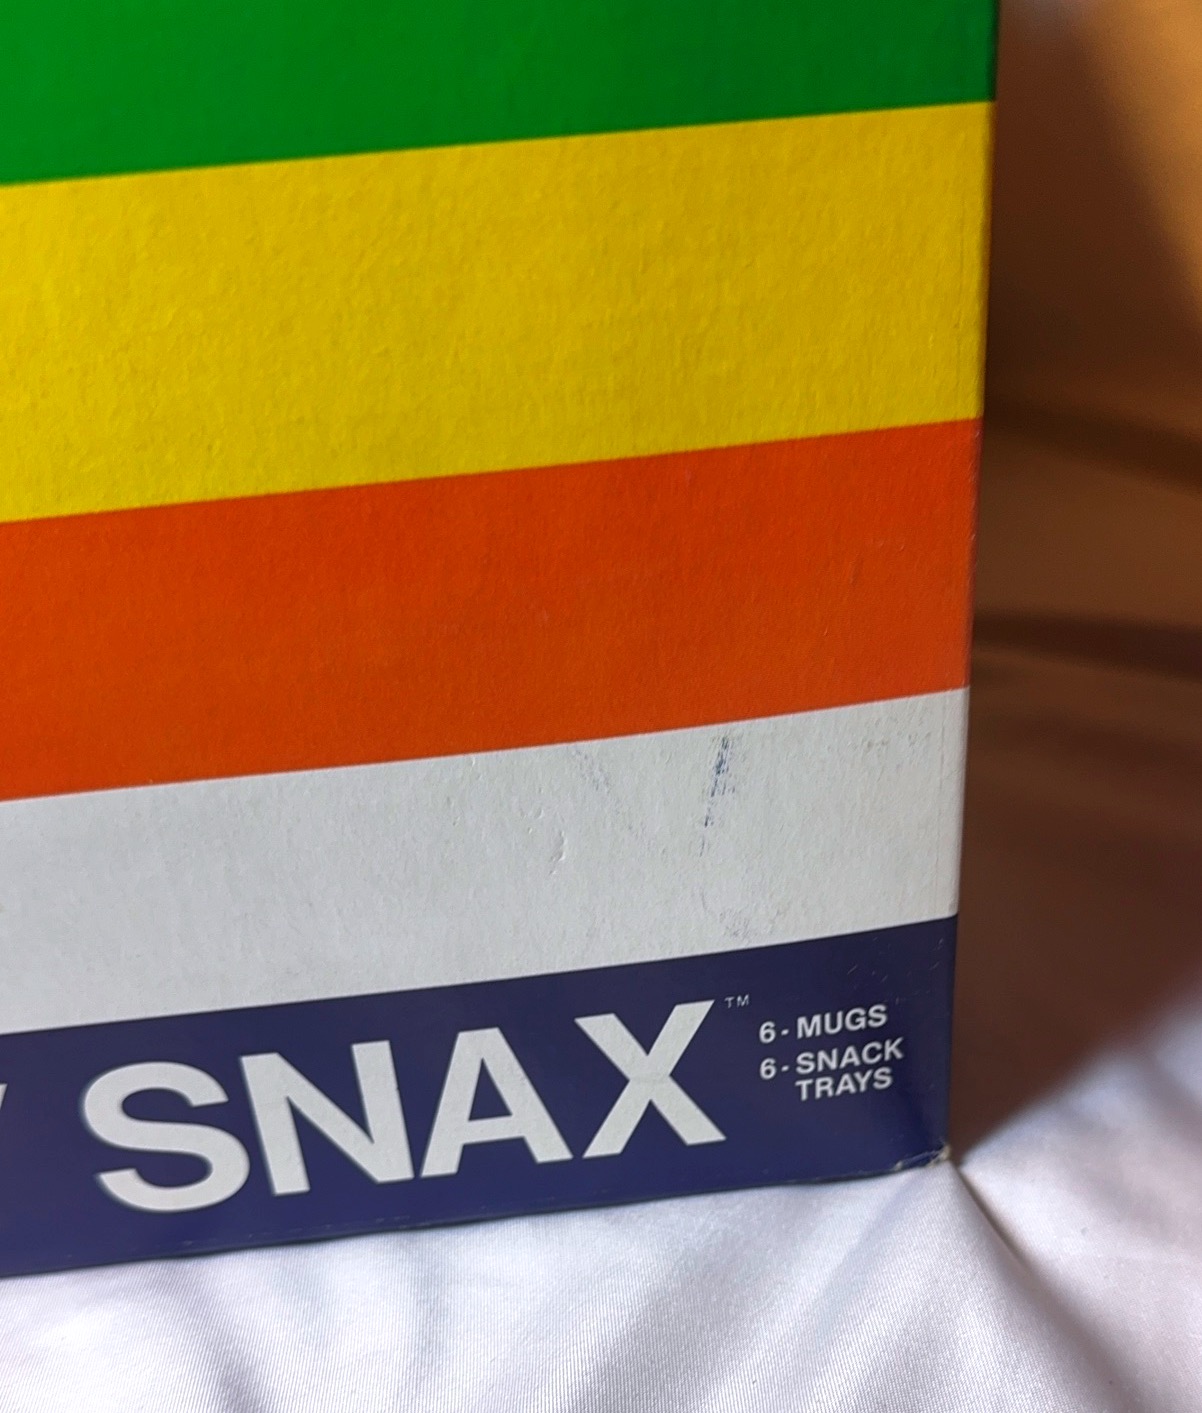 SNAX™
6 - MUGS
6 - SNACK
TRAYS